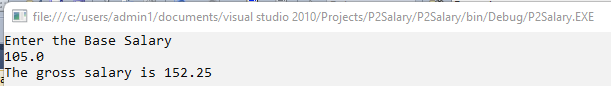 file:///c:/users/admin1/documents/visual studio 2010/Projects/P2Salary/P2Salary/bin/Debug/P2Salary.EXE
Enter the Base Salary
105.0
The gross salary is 152.25